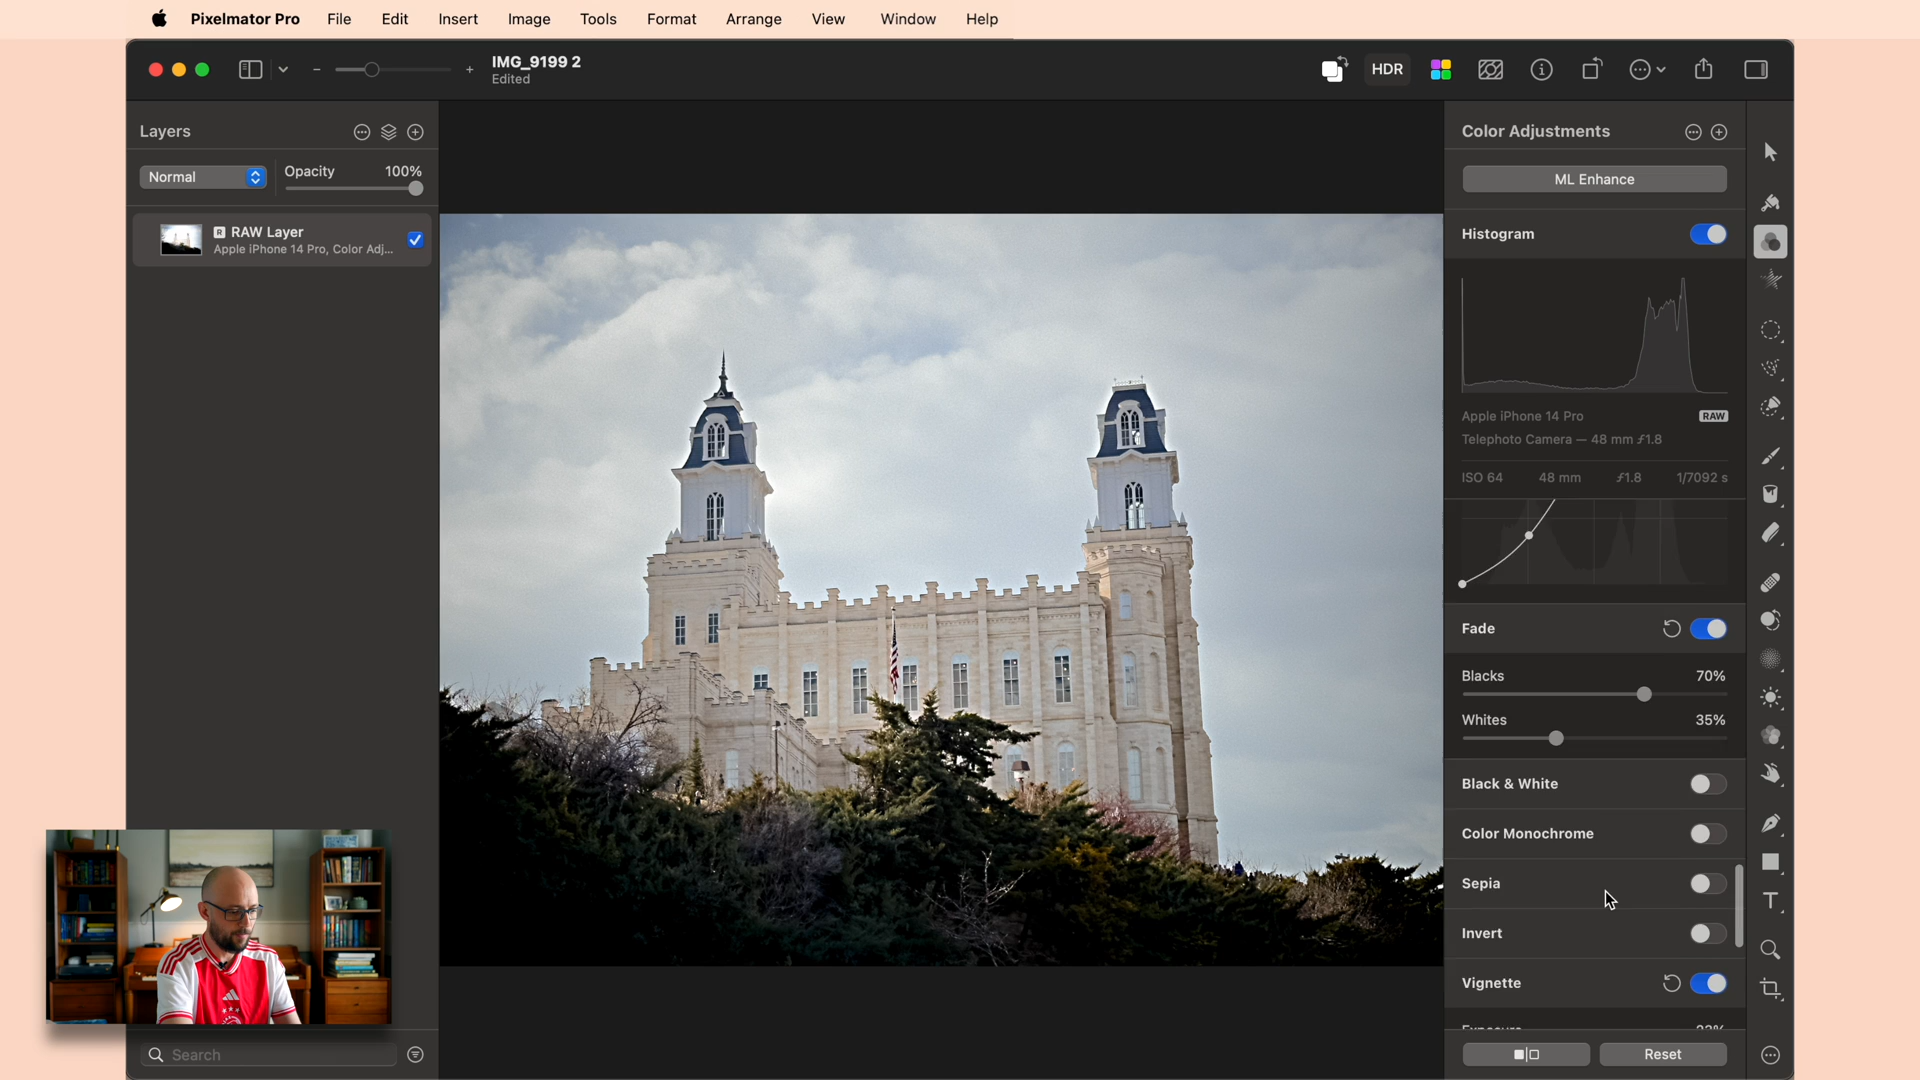 Pixelmator Pro File Edit Insert Image Tools Format Arrange View Window Help
IMG_9199 2
Edited
HDR
Layers
Color Adjustments
Normal
Opacity 100%
ML Enhance
R RAW Layer
Apple iPhone 14 Pro, Color Adj...
Histogram
Apple iPhone 14 Pro
RAW
Telephoto Camera — 48 mm ƒ1.8
ISO 64 48 mm ƒ1.8 1/7092 s
Fade
Blacks 70%
Whites 35%
Black & White
Color Monochrome
Sepia
Invert
Vignette
Exposure
Search
Reset